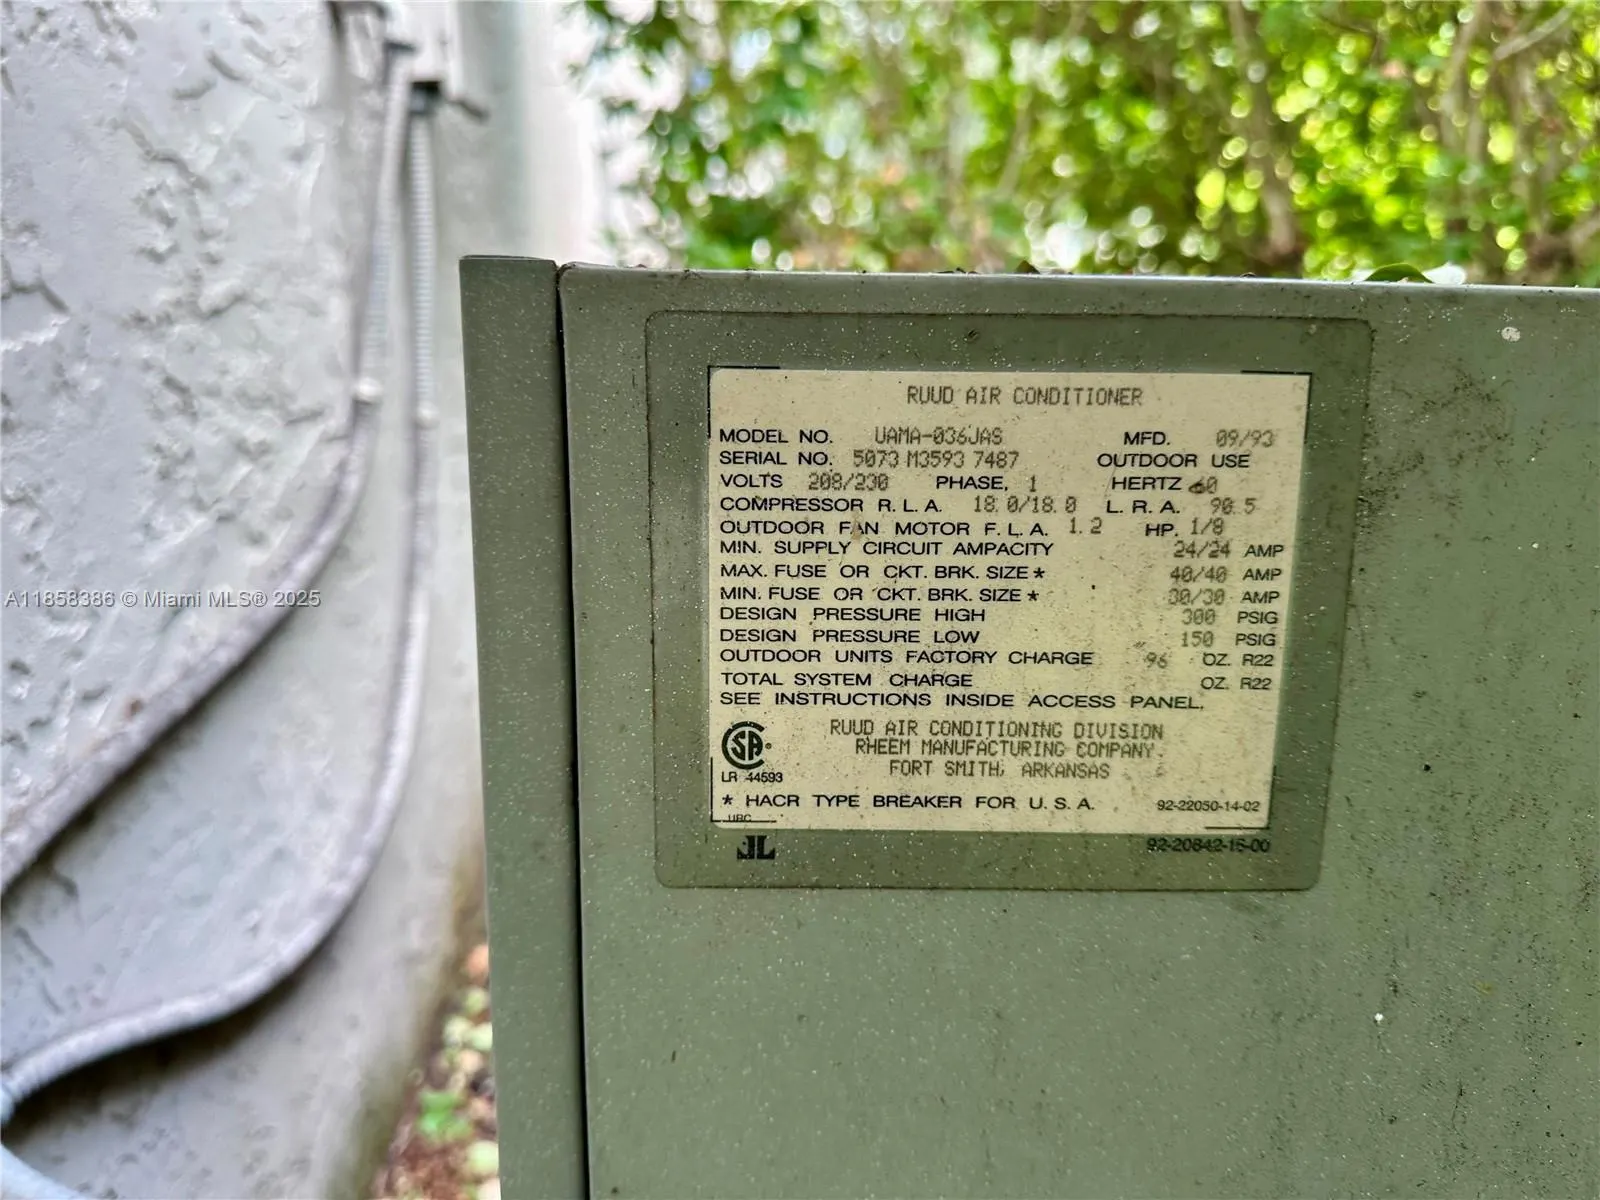 RUUD AIR CONDITIONER
MODEL NO. UAMA-036JAS MFD. 09/93
SERIAL NO. 5073 M3593 7487 OUTDOOR USE
VOLTS 208/230 PHASE, 1 HERTZ 60
COMPRESSOR R.L.A. 18.0/18.0 L.R.A. 90.5
OUTDOOR FAN MOTOR F.L.A. 1.2 HP. 1/8
MIN. SUPPLY CIRCUIT AMPACITY 24/24 AMP
MAX. FUSE OR CKT. BRK. SIZE* 40/40 AMP
MIN. FUSE OR CKT. BRK. SIZE* 30/30 AMP
DESIGN PRESSURE HIGH 300 PSIG
DESIGN PRESSURE LOW 150 PSIG
OUTDOOR UNITS FACTORY CHARGE 96 OZ. R22
TOTAL SYSTEM CHARGE OZ. R22
SEE INSTRUCTIONS INSIDE ACCESS PANEL.
RUUD AIR CONDITIONING DIVISION
RHEEM MANUFACTURING COMPANY.
FORT SMITH, ARKANSAS
SA®
LR 44593
* HACR TYPE BREAKER FOR U.S.A. 92-22050-14-02
92-20842-15-00
A11858386 © Miami MLS® 2025